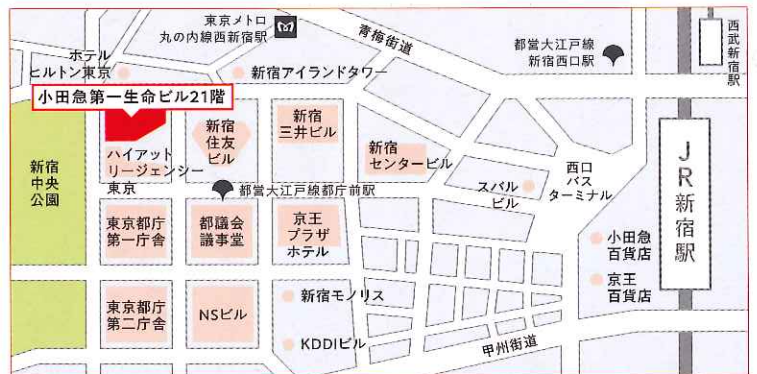 東京メトロ
丸の内線西新宿駅
青梅街道
都営大江戸線
新宿西口駅
西武新宿駅
ホテル
ヒルトン東京
新宿アイランドタワー
小田急第一生命ビル21階
新宿
中央
公園
ハイアット
リージェンシー
東京
新宿
住友
ビル
新宿
三井ビル
新宿
センタービル
西口
バス
ターミナル
スバル
ビル
JR新宿駅
都営大江戸線都庁前駅
東京都庁
第一庁舎
都議会
議事堂
京王
プラザ
ホテル
小田急
百貨店
京王
百貨店
東京都庁
第二庁舎
NSビル
新宿モノリス
KDDIビル
甲州街道